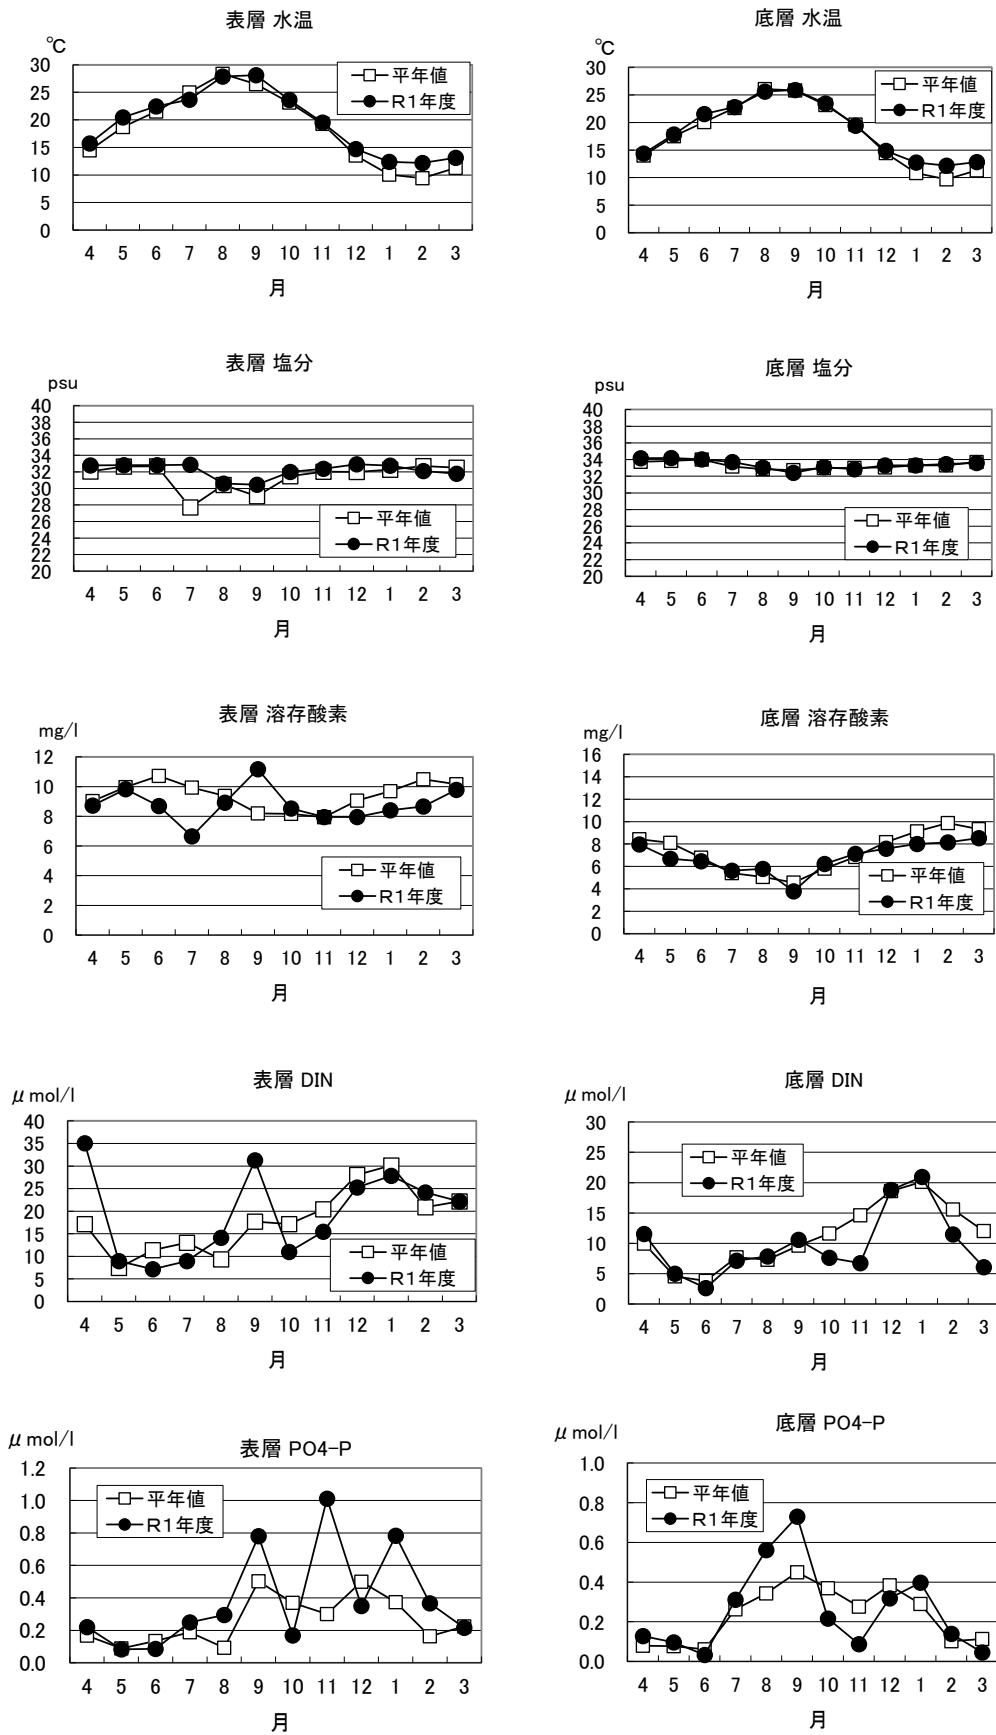 表層 水温
℃
30
25
20
15
10
5
0
平年値
R1年度
4 5 6 7 8 9 10 11 12 1 2 3
月
底層 水温
℃
30
25
20
15
10
5
0
平年値
R1年度
4 5 6 7 8 9 10 11 12 1 2 3
月
表層 塩分
psu
40
38
36
34
32
30
28
26
24
22
20
平年値
R1年度
4 5 6 7 8 9 10 11 12 1 2 3
月
底層 塩分
psu
40
38
36
34
32
30
28
26
24
22
20
平年値
R1年度
4 5 6 7 8 9 10 11 12 1 2 3
月
表層 溶存酸素
mg/l
12
10
8
6
4
2
0
平年値
R1年度
4 5 6 7 8 9 10 11 12 1 2 3
月
底層 溶存酸素
mg/l
16
14
12
10
8
6
4
2
0
平年値
R1年度
4 5 6 7 8 9 10 11 12 1 2 3
月
表層 DIN
μ mol/l
40
35
30
25
20
15
10
5
0
平年値
R1年度
4 5 6 7 8 9 10 11 12 1 2 3
月
底層 DIN
μ mol/l
30
25
20
15
10
5
0
平年値
R1年度
4 5 6 7 8 9 10 11 12 1 2 3
月
表層 PO4-P
μ mol/l
1.2
1.0
0.8
0.6
0.4
0.2
0.0
平年値
R1年度
4 5 6 7 8 9 10 11 12 1 2 3
月
底層 PO4-P
μ mol/l
1.0
0.8
0.6
0.4
0.2
0.0
平年値
R1年度
4 5 6 7 8 9 10 11 12 1 2 3
月